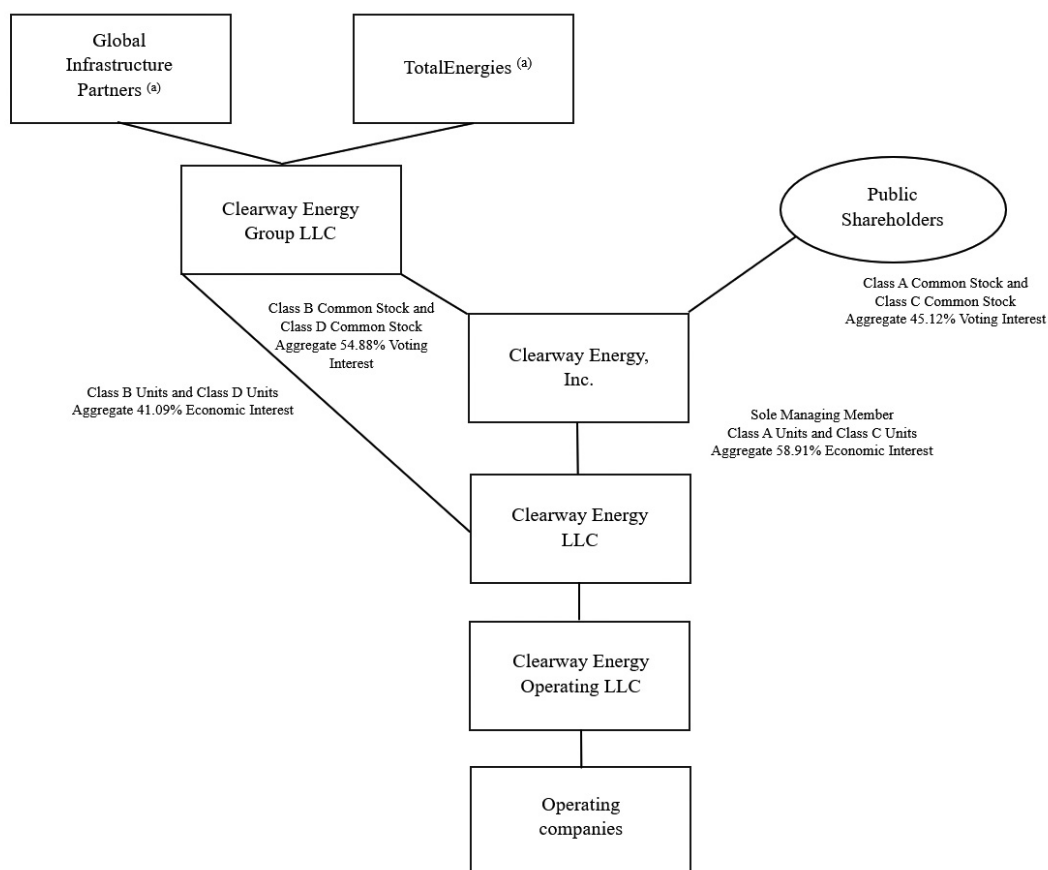 Global
Infrastructure
Partners (a)
TotalEnergies (a)
Clearway Energy
Group LLC
Public
Shareholders
Class A Common Stock and
Class C Common Stock
Aggregate 45.12% Voting Interest
Class B Common Stock and
Class D Common Stock
Aggregate 54.88% Voting
Interest
Clearway Energy,
Inc.
Class B Units and Class D Units
Aggregate 41.09% Economic Interest
Sole Managing Member
Class A Units and Class C Units
Aggregate 58.91% Economic Interest
Clearway Energy
LLC
Clearway Energy
Operating LLC
Operating
companies